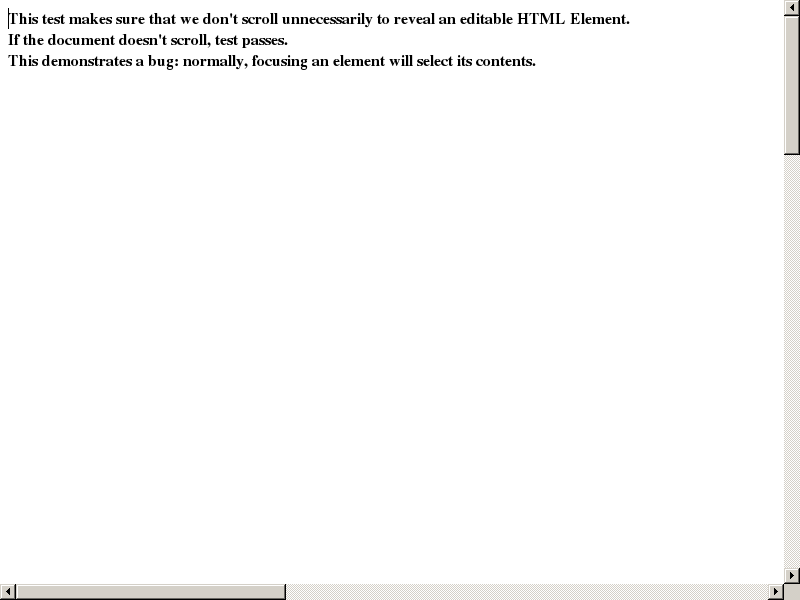 This test makes sure that we don't scroll unnecessarily to reveal an editable HTML Element.
If the document doesn't scroll, test passes.
This demonstrates a bug: normally, focusing an element will select its contents.